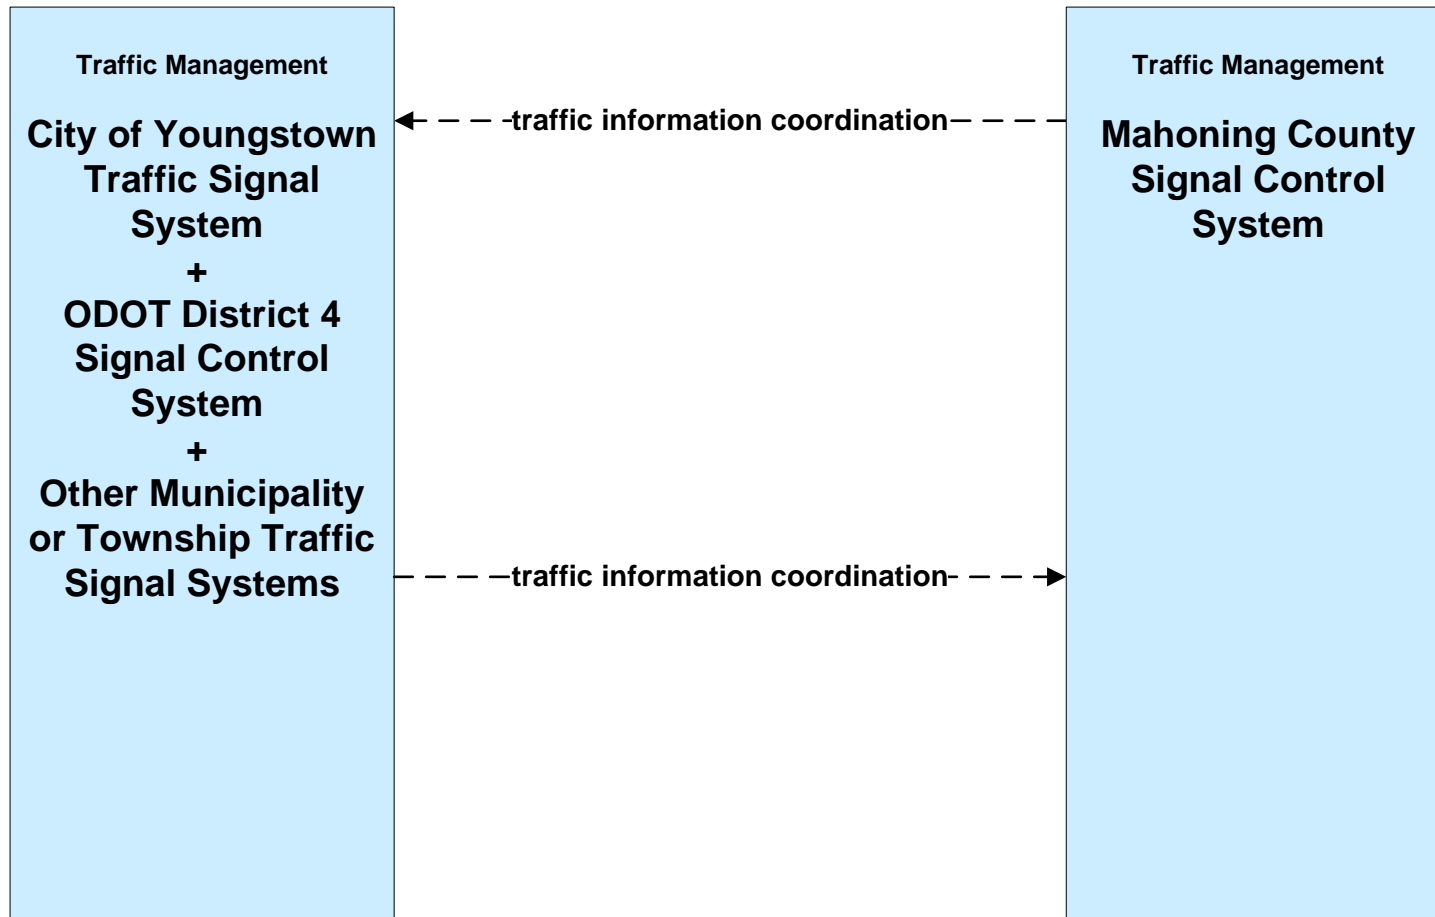 Traffic Management
City of Youngstown
Traffic Signal
System
+
ODOT District 4
Signal Control
System
+
Other Municipality
or Township Traffic
Signal Systems
traffic information coordination
traffic information coordination
Traffic Management
Mahoning County
Signal Control
System